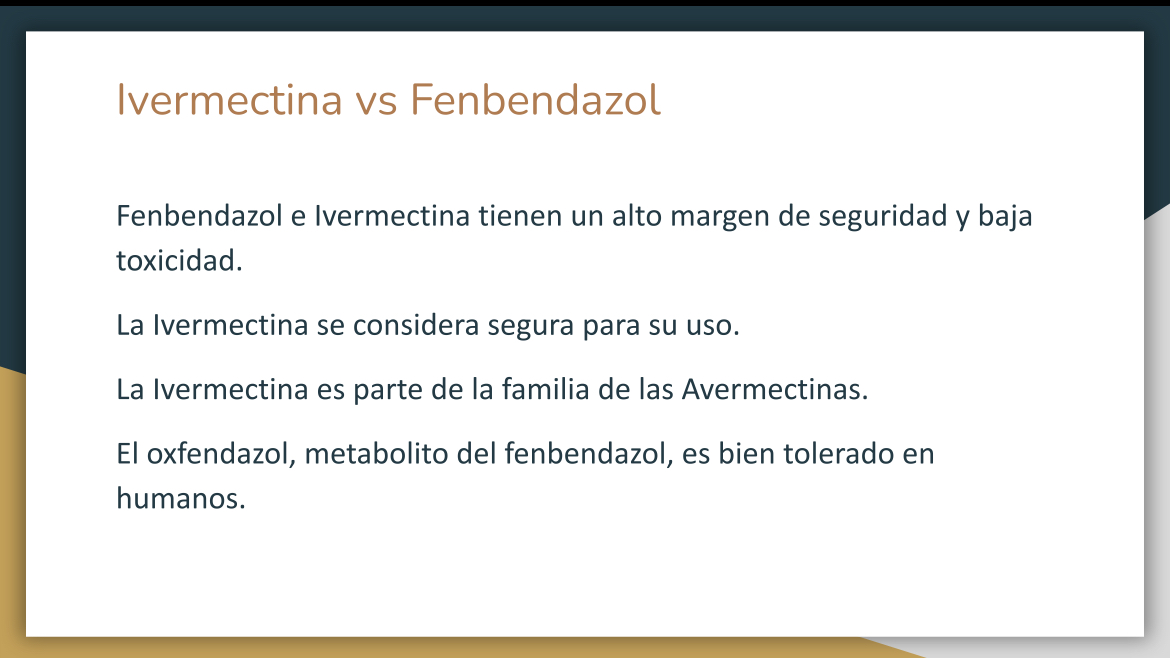 Ivermectina vs Fenbendazol
Fenbendazol e Ivermectina tienen un alto margen de seguridad y baja
toxicidad.
La Ivermectina se considera segura para su uso.
La Ivermectina es parte de la familia de las Avermectinas.
El oxfendazol, metabolito del fenbendazol, es bien tolerado en
humanos.